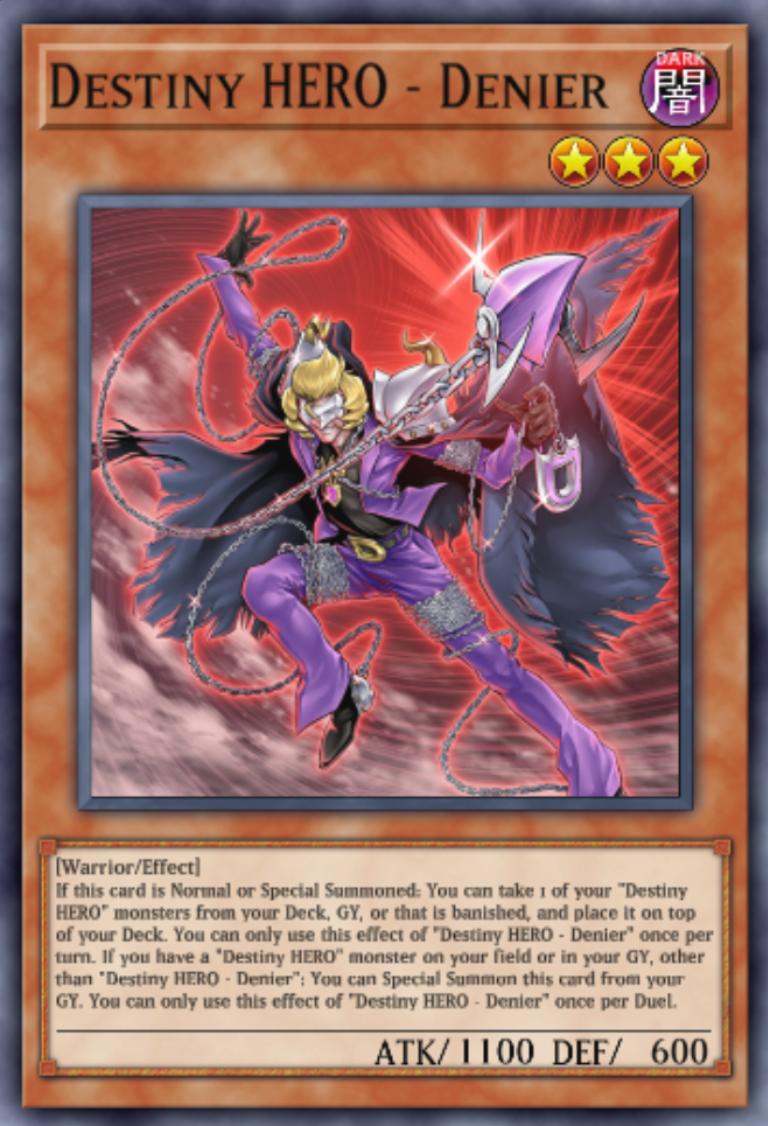 DESTINY HERO - DENIER
DARK
闇
D
[Warrior/Effect]
If this card is Normal or Special Summoned: You can take 1 of your "Destiny
HERO" monsters from your Deck, GY, or that is banished, and place it on top
of your Deck. You can only use this effect of "Destiny HERO - Denier" once per
turn. If you have a "Destiny HERO" monster on your field or in your GY, other
than "Destiny HERO - Denier": You can Special Summon this card from your
GY. You can only use this effect of "Destiny HERO - Denier" once per Duel.
ATK/ 1100 DEF/ 600